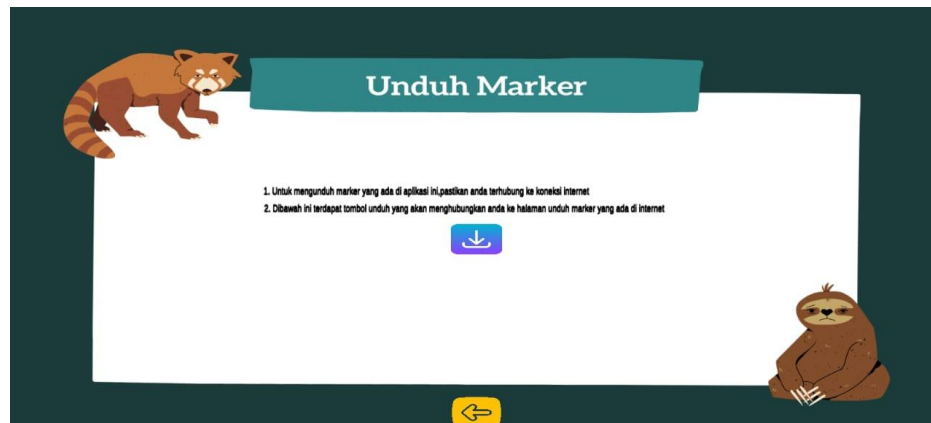 Unduh Marker
1. Untuk mengunduh marker yang ada di aplikasi ini,pastikan anda terhubung ke koneksi internet
2. Dibawah ini terdapat tombol unduh yang akan menghubungkan anda ke halaman unduh marker yang ada di internet